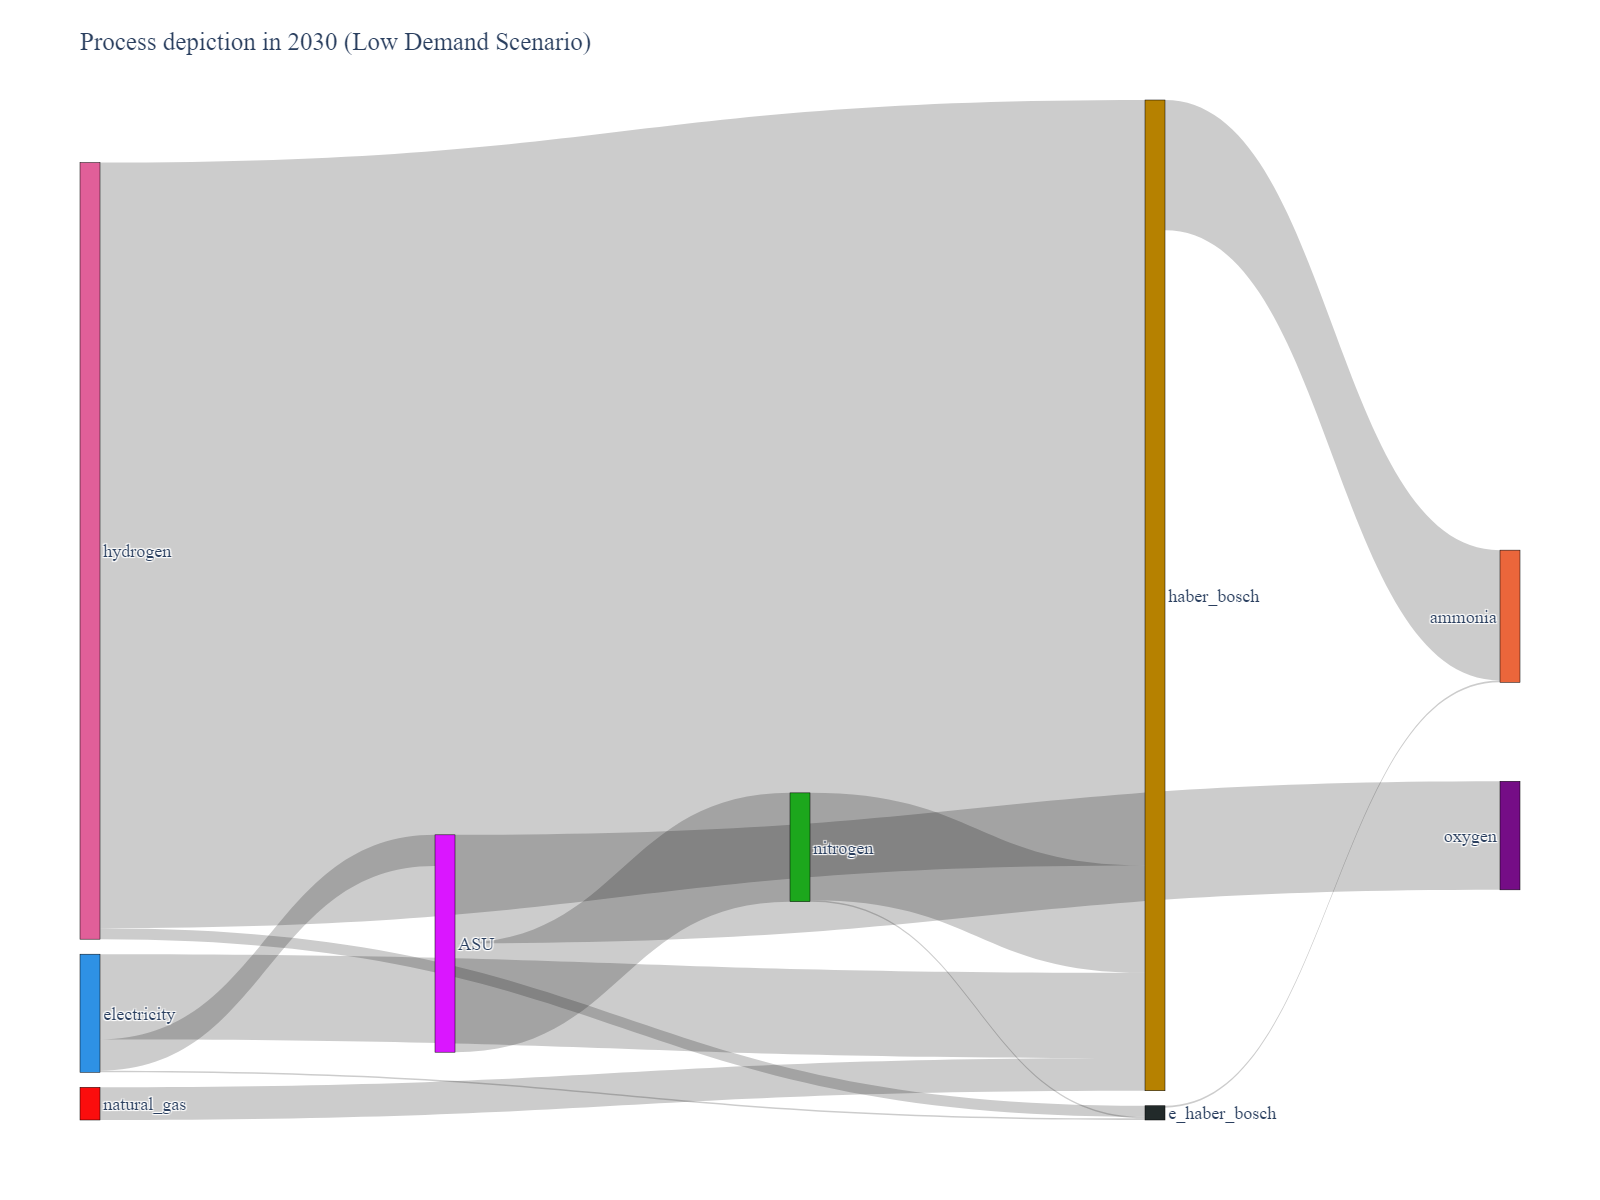 Process depiction in 2030 (Low Demand Scenario)
hydrogen
haber_bosch
ammonia
oxygen
nitrogen
ASU
electricity
natural_gas
e_haber_bosch